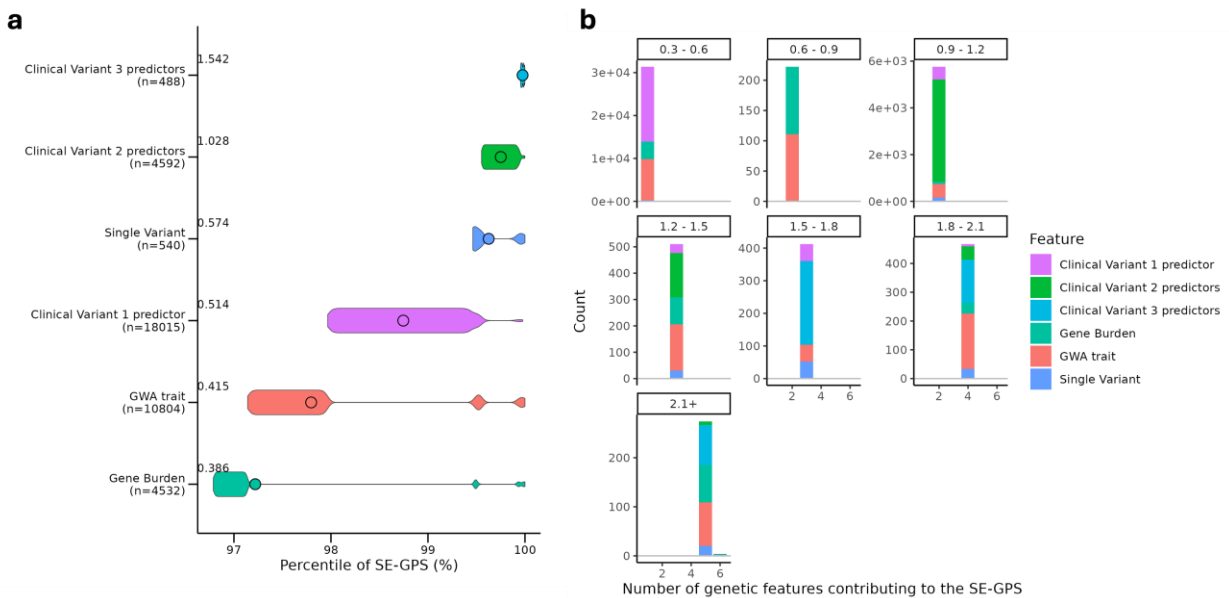 a
1.542
Clinical Variant 3 predictors
(n=488)
1.028
Clinical Variant 2 predictors
(n=4592)
0.574
Single Variant
(n=540)
0.514
Clinical Variant 1 predictor
(n=18015)
0.415
GWA trait
(n=10804)
0.386
Gene Burden
(n=4532)
97 98 99 100
Percentile of SE-GPS (%)
b
0.3 - 0.6 0.6 - 0.9 0.9 - 1.2
3e+04
2e+04
1e+04
0e+00
200
150
100
50
0
6e+03
4e+03
2e+03
0e+00
1.2 - 1.5 1.5 - 1.8 1.8 - 2.1
500
400
300
200
100
0
400
300
200
100
0
400
300
200
100
0
2 4 6
2 4 6
2.1+
200
100
0
2 4 6
Count
Number of genetic features contributing to the SE-GPS
Feature
Clinical Variant 1 predictor
Clinical Variant 2 predictors
Clinical Variant 3 predictors
Gene Burden
GWA trait
Single Variant